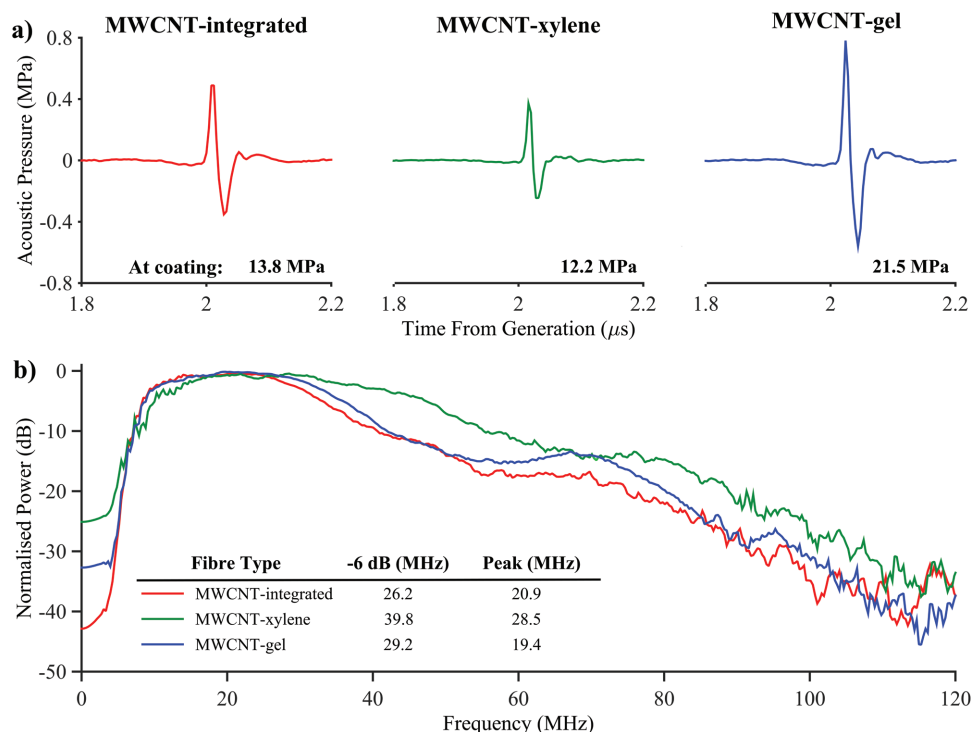 a)
MWCNT-integrated
MWCNT-xylene
MWCNT-gel
Acoustic Pressure (MPa)
0.8
0.4
0
-0.4
-0.8
At coating: 13.8 MPa
12.2 MPa
21.5 MPa
1.8 2 2.2
1.8 2 2.2
1.8 2 2.2
Time From Generation (μs)
b)
Normalised Power (dB)
0
-10
-20
-30
-40
-50
Fibre Type -6 dB (MHz) Peak (MHz)
MWCNT-integrated 26.2 20.9
MWCNT-xylene 39.8 28.5
MWCNT-gel 29.2 19.4
0 20 40 60 80 100 120
Frequency (MHz)